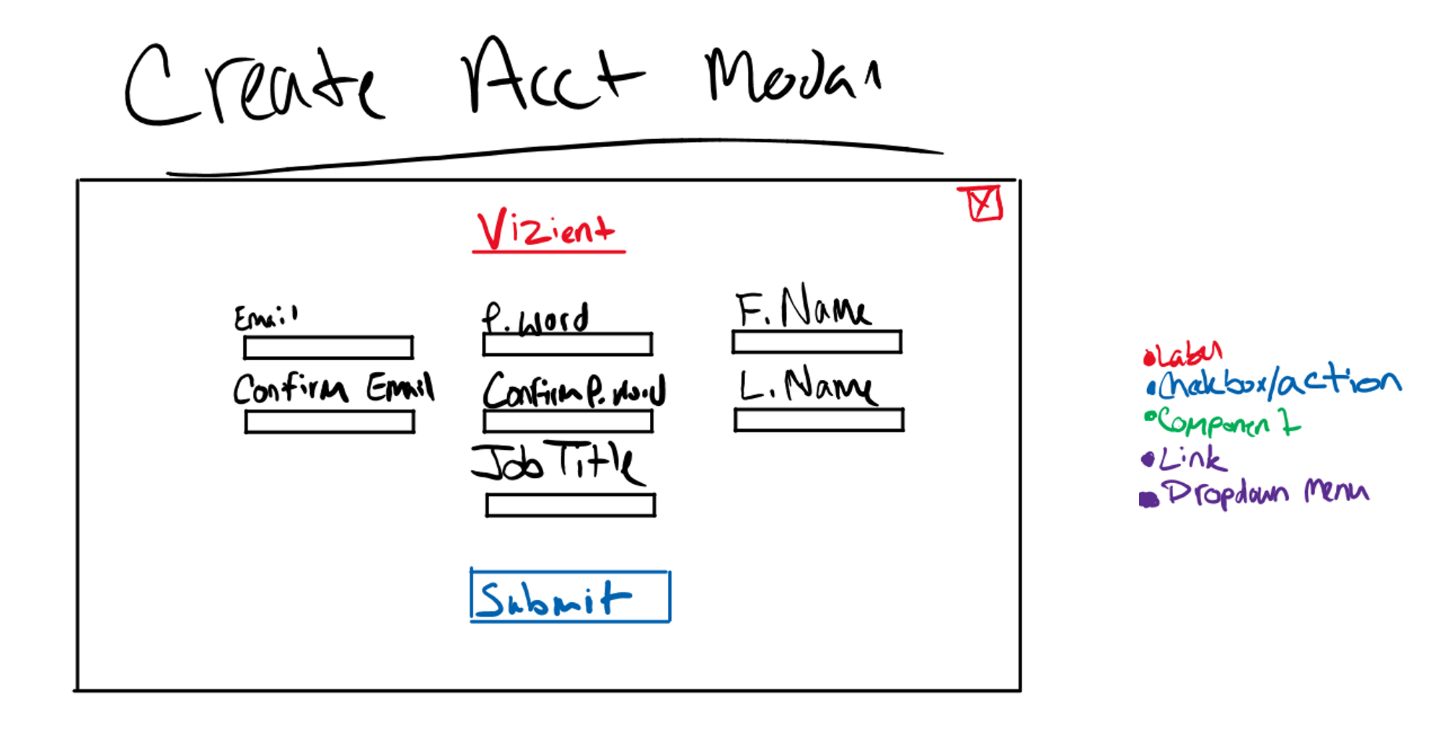 Create Acct Modal
X
Vizient
Email P.Word F. Name
Confirm Email Confirm P.Word L. Name
Job Title
Submit
Label
Checkbox/action
Component
Link
Dropdown Menu